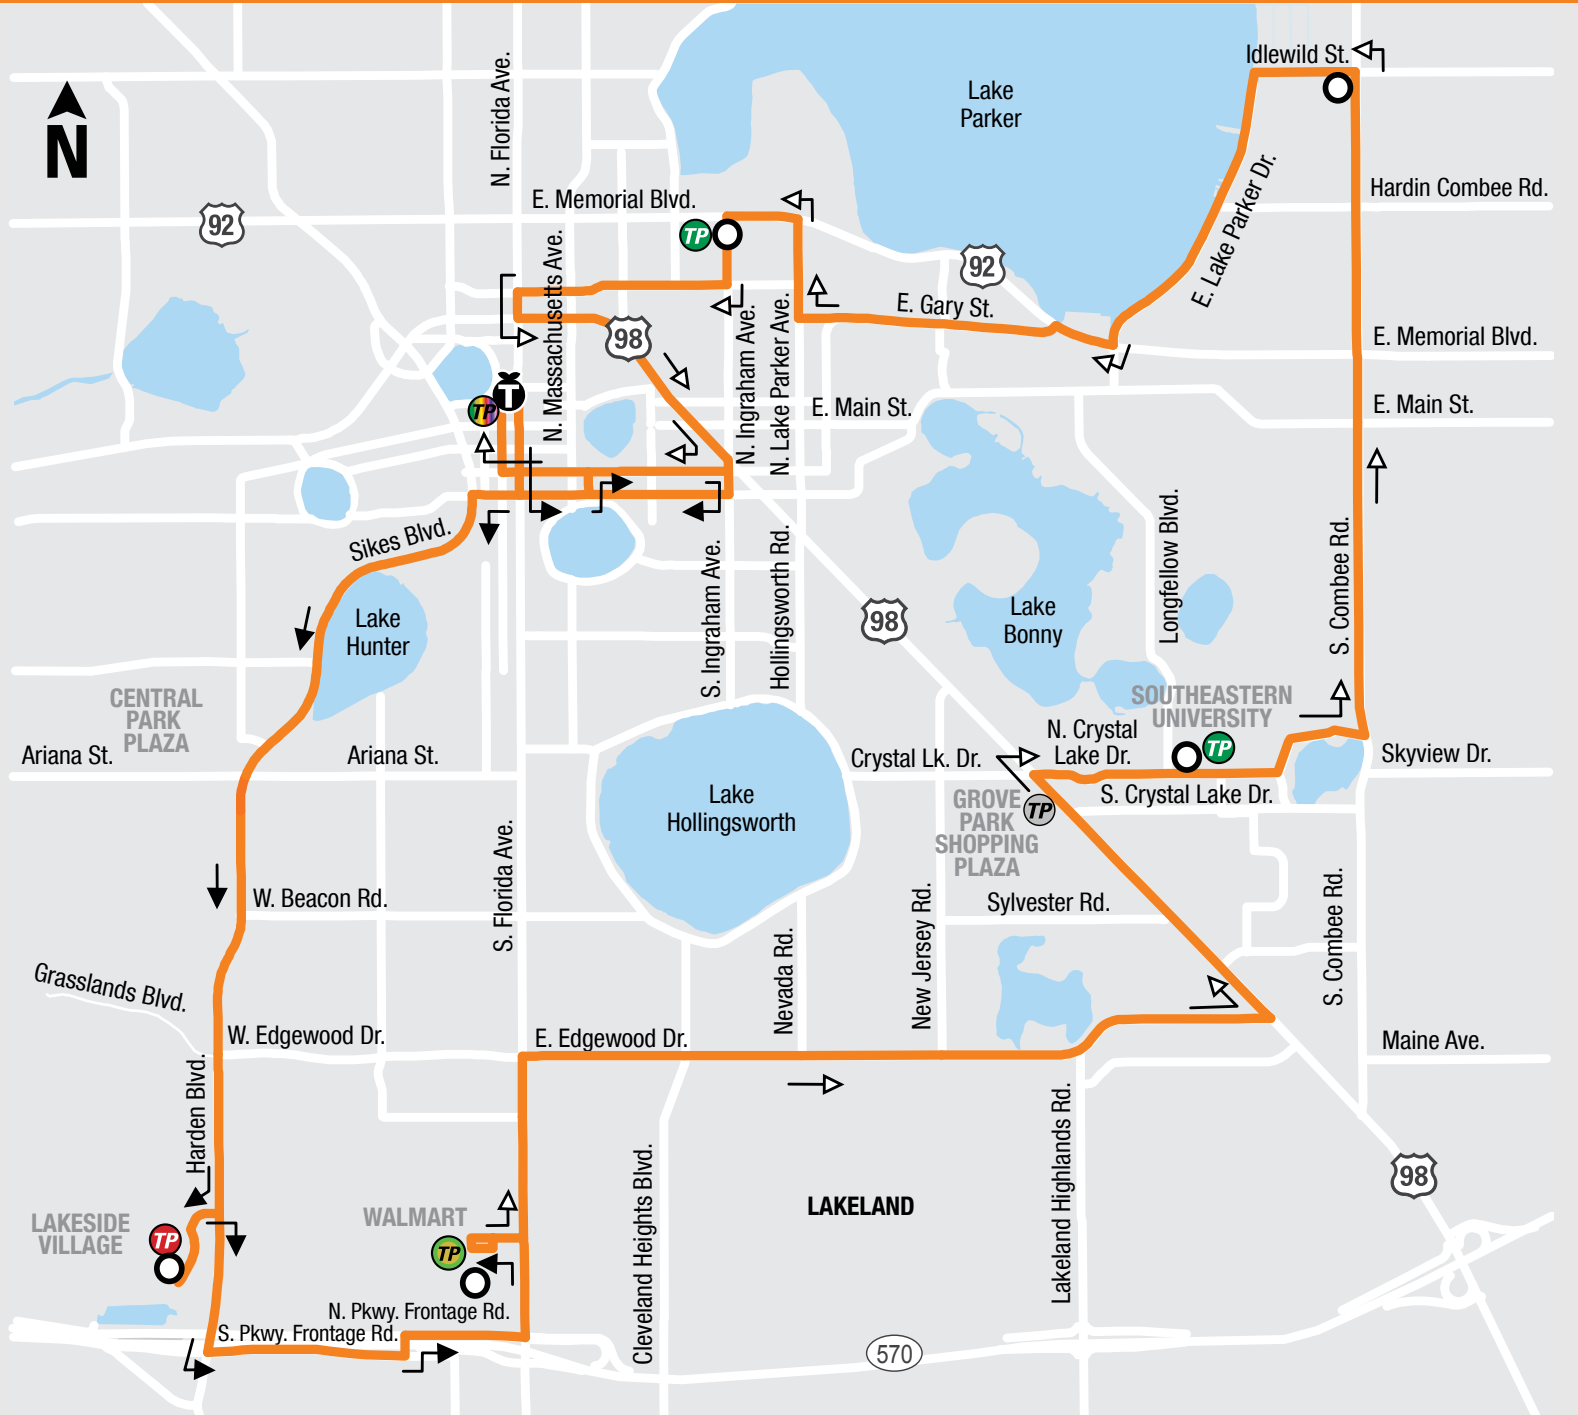 Idlewild St.
N. Florida Ave.
Lake
Parker
N
Hardin Combee Rd.
E. Memorial Blvd.
92
TP
E. Lake Parker Dr.
92
N. Massachusetts Ave.
E. Gary St.
98
N. Ingraham Ave.
N. Lake Parker Ave.
E. Memorial Blvd.
T
TP
E. Main St.
E. Main St.
Sikes Blvd.
Longfellow Blvd.
S. Combee Rd.
S. Ingraham Ave.
Hollingsworth Rd.
98
Lake
Hunter
Lake
Bonny
CENTRAL
PARK
PLAZA
SOUTHEASTERN
UNIVERSITY
TP
Ariana St.
Ariana St.
N. Crystal
Lake Dr.
Crystal Lk. Dr.
Skyview Dr.
S. Crystal Lake Dr.
Lake
Hollingsworth
GROVE
PARK
SHOPPING
PLAZA
TP
S. Florida Ave.
W. Beacon Rd.
Sylvester Rd.
Nevada Rd.
New Jersey Rd.
S. Combee Rd.
Grasslands Blvd.
W. Edgewood Dr.
E. Edgewood Dr.
Maine Ave.
Harden Blvd.
Cleveland Heights Blvd.
Lakeland Highlands Rd.
98
LAKELAND
LAKESIDE
VILLAGE
TP
WALMART
TP
N. Pkwy. Frontage Rd.
S. Pkwy. Frontage Rd.
570